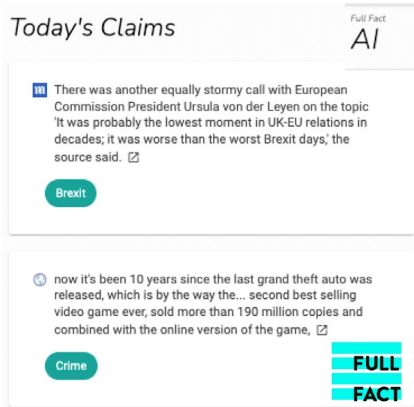 Today's Claims
Full Fact
AI
There was another equally stormy call with European
Commission President Ursula von der Leyen on the topic
'It was probably the lowest moment in UK-EU relations in
decades; it was worse than the worst Brexit days,' the
source said.
Brexit
now it's been 10 years since the last grand theft auto was
released, which is by the way the... second best selling
video game ever, sold more than 190 million copies and
combined with the online version of the game,
Crime
FULL
FACT